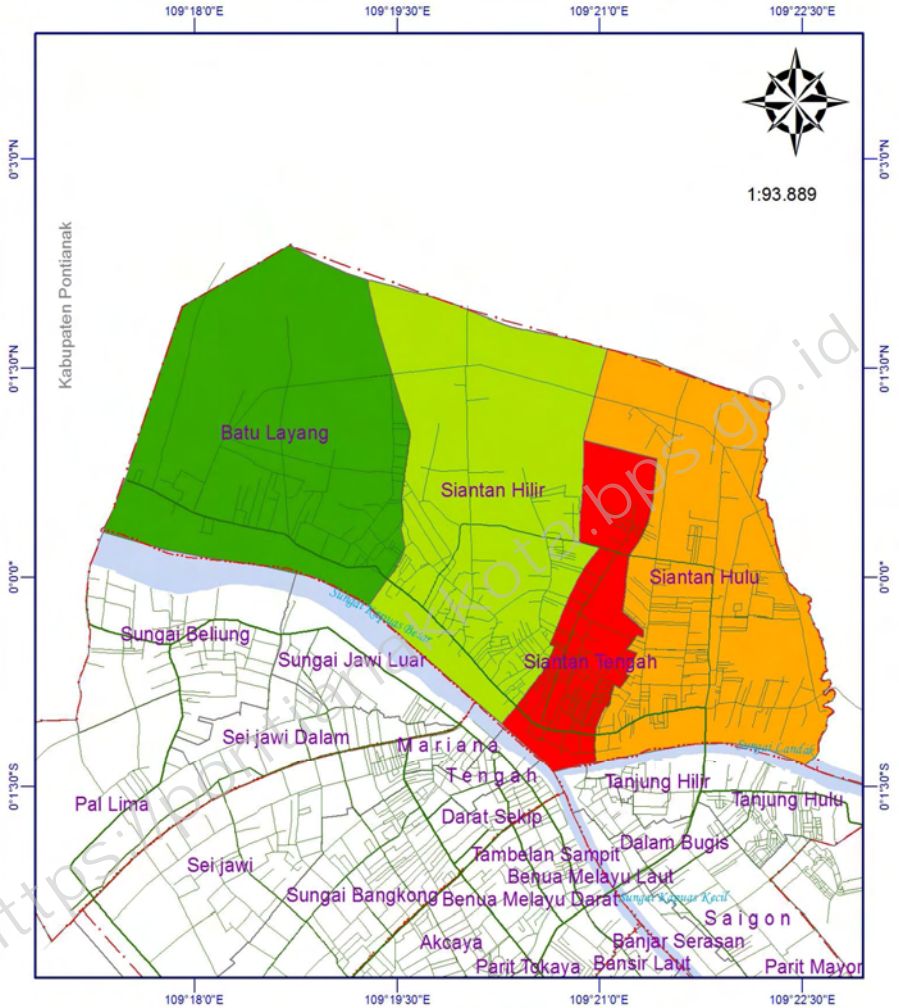 109°18'0"E
109°19'30"E
109°21'0"E
109°22'30"E
0°3'0"N
0°3'0"N
1:93.889
Kabupaten Pontianak
0°1'30"N
0°1'30"N
Batu Layang
Siantan Hilir
0°0'0"
0°0'0"
Siantan Hulu
Sungai Kapuas Besar
Sungai Beliung
Sungai Jawi Luar
Siantan Tengah
Sei jawi Dalam
Mariana
Sungai Landak
Tengah
Tanjung Hilir
0°1'30"S
0°1'30"S
Pal Lima
Tanjung Hulu
Darat Sekip
Dalam Bugis
Tambelan Sampit
Sei jawi
Benua Melayu Laut
Sungai Bangkong
Benua Melayu Darat
Sungai Kapuas Kecil
Saigon
Akcaya
Banjar Serasan
Parit Tokaya
Bansir Laut
Parit Mayor
109°18'0"E
109°19'30"E
109°21'0"E
109°22'30"E
https://pontianakkota.bps.go.id